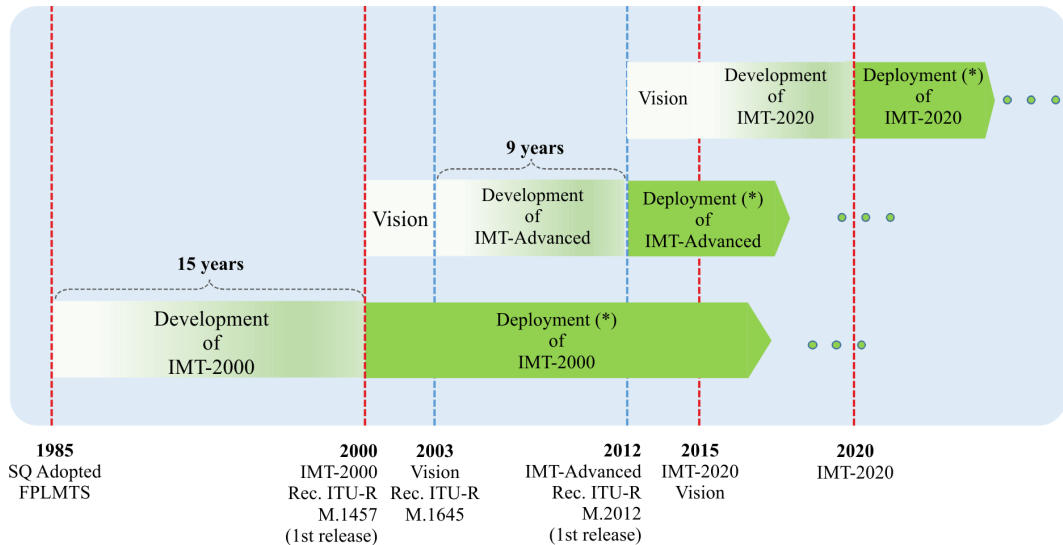 Vision
Development
of
IMT-2020
Deployment (*)
of
IMT-2020
9 years
Vision
Development
of
IMT-Advanced
Deployment (*)
of
IMT-Advanced
15 years
Development
of
IMT-2000
Deployment (*)
of
IMT-2000
1985
SQ Adopted
FPLMTS
2000
IMT-2000
Rec. ITU-R
M.1457
(1st release)
2003
Vision
Rec. ITU-R
M.1645
2012
IMT-Advanced
Rec. ITU-R
M.2012
(1st release)
2015
IMT-2020
Vision
2020
IMT-2020